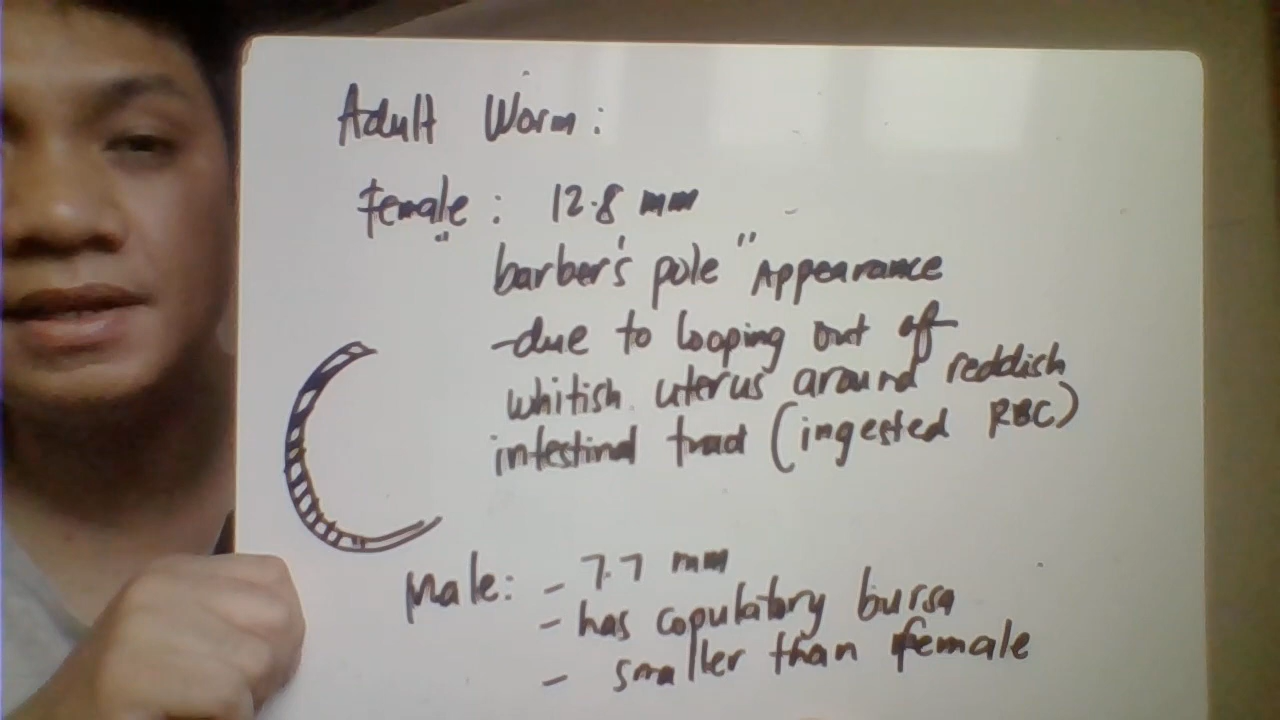 Adult Worm:
Female: 12.8 mm
"barber's pole" Appearance
-due to looping out of
whitish uterus around reddish
intestinal tract (ingested RBC)
Male: - 7.7 mm
- has copulatory bursa
- smaller than female